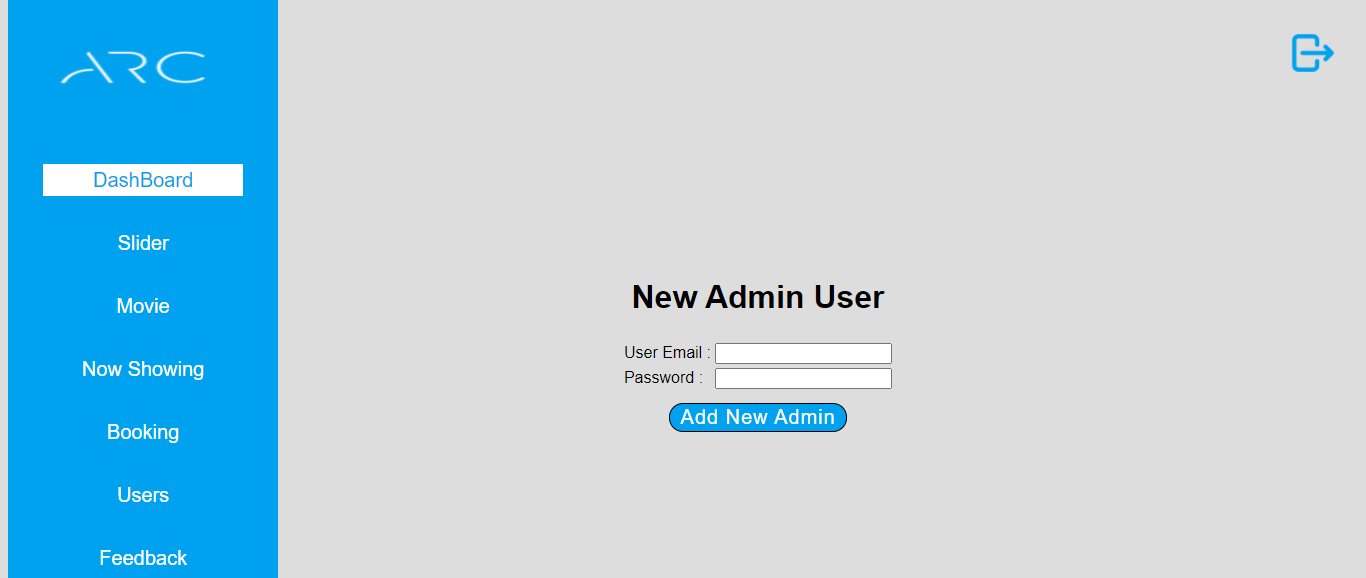 ARC
DashBoard
Slider
Movie
Now Showing
Booking
Users
Feedback
New Admin User
User Email :
Password :
Add New Admin